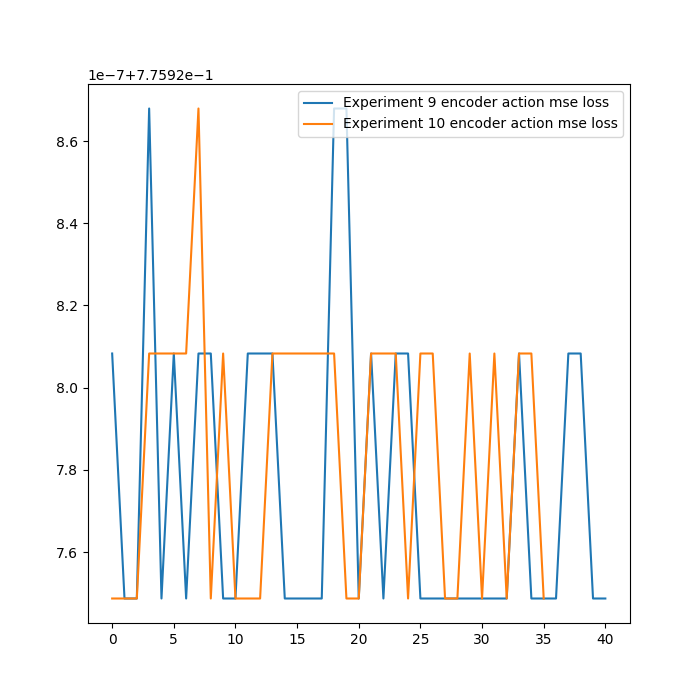 1e−7+7.7592e−1
Experiment 9 encoder action mse loss
Experiment 10 encoder action mse loss
8.6
8.4
8.2
8.0
7.8
7.6
0 5 10 15 20 25 30 35 40